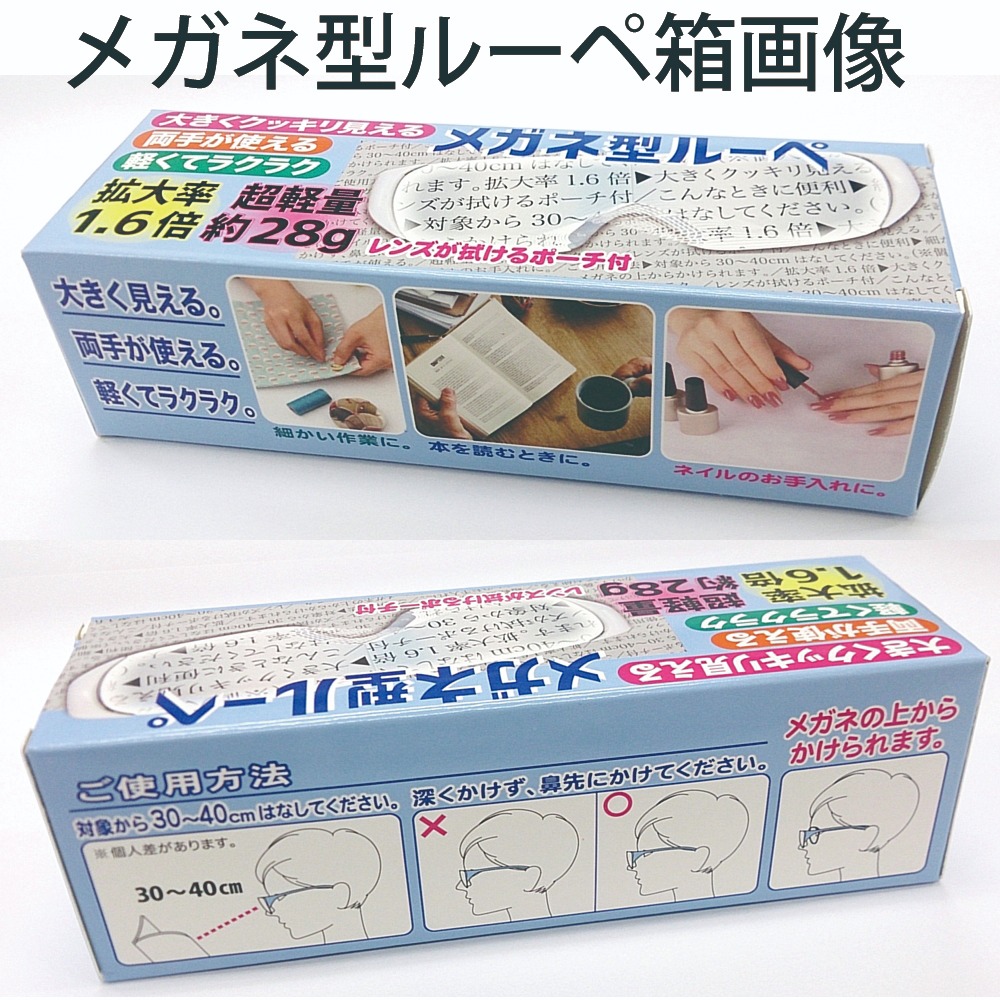 メガネ型ルーペ箱画像
大きくクッキリ見える
両手が使える
軽くてラクラク
メガネ型ルーペ
拡大率
1.6倍
超軽量
約28g
レンズが拭けるポーチ付
大きく見える。
両手が使える。
軽くてラクラク。
細かい作業に。
本を読むときに。
ネイルのお手入れに。
レンズが拭けるポーチ付
超軽量
約28g
拡大率
1.6倍
軽くてラクラク
両手が使える
大きくクッキリ見える
メガネ型ルーペ
メガネの上から
かけられます。
ご使用方法
対象から30〜40cmはなしてください。
深くかけず、鼻先にかけてください。
※個人差があります。
30〜40cm
×
○